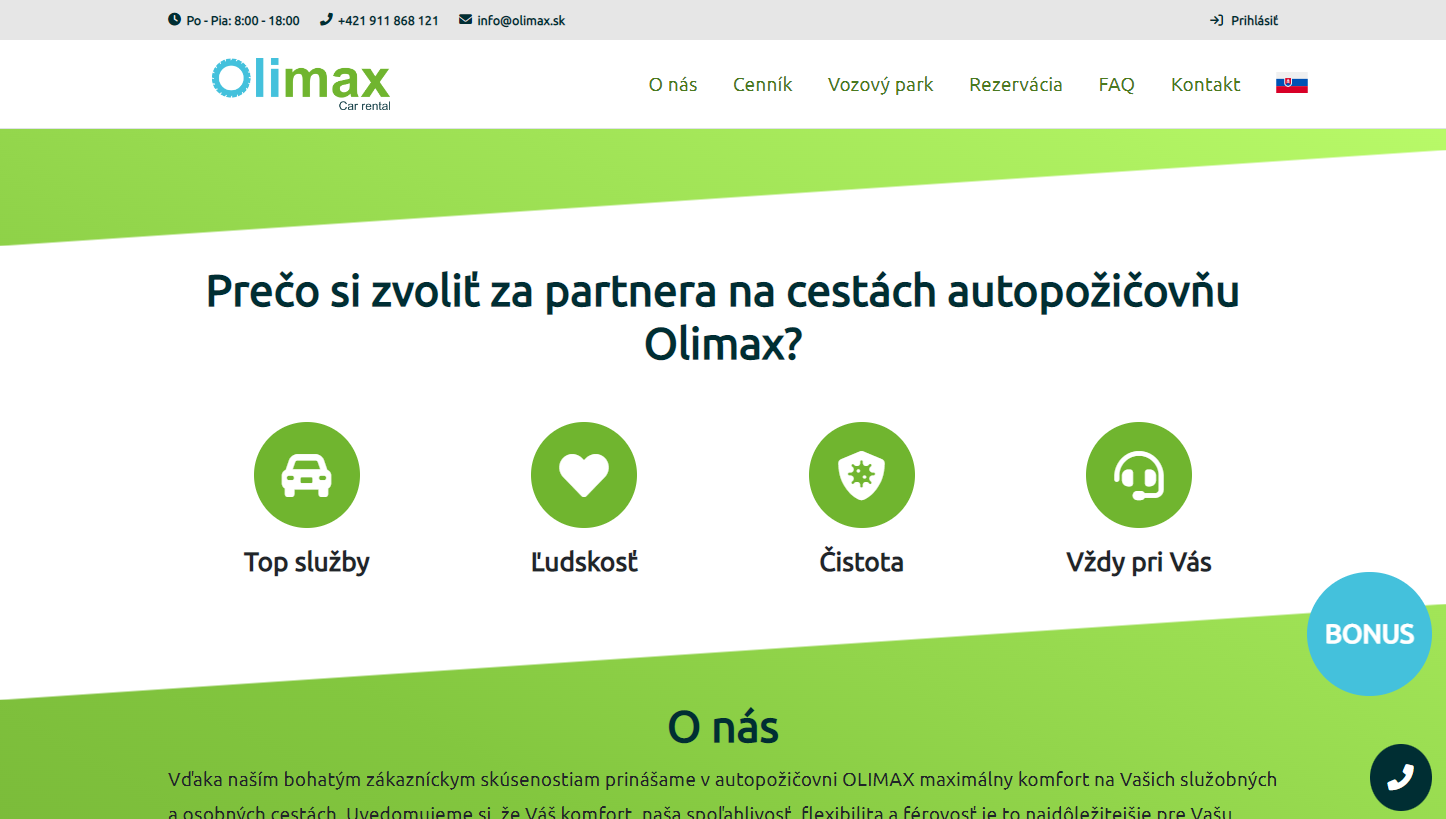 Po - Pia: 8:00 - 18:00 +421 911 868 121 info@olimax.sk Prihlásiť
Olimax
Car rental
O nás Cenník Vozový park Rezervácia FAQ Kontakt
Prečo si zvoliť za partnera na cestách autopožičovňu
Olimax?
Top služby Ľudskosť Čistota Vždy pri Vás
BONUS
O nás
Vďaka naším bohatým zákazníckym skúsenostiam prinášame v autopožičovni OLIMAX maximálny komfort na Vašich služobných
a osobných cestách. Uvedomujeme si, že Váš komfort, naša spoľahlivosť, flexibilita a férovosť je to najdôležitejšie pre Vašu